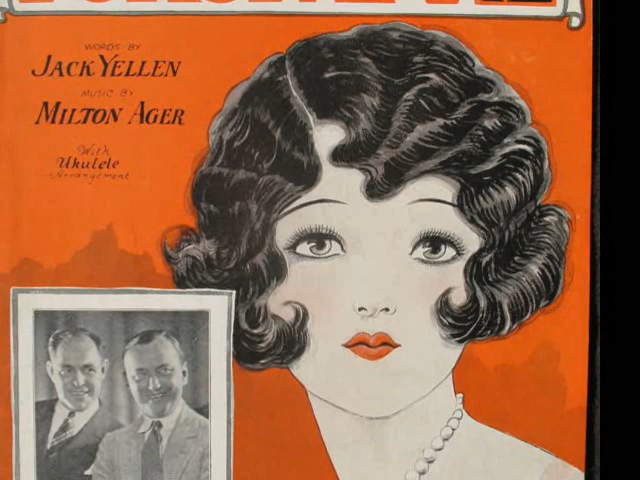 WORDS BY
JACK YELLEN
MUSIC BY
MILTON AGER
With
Ukulele
Arrangement